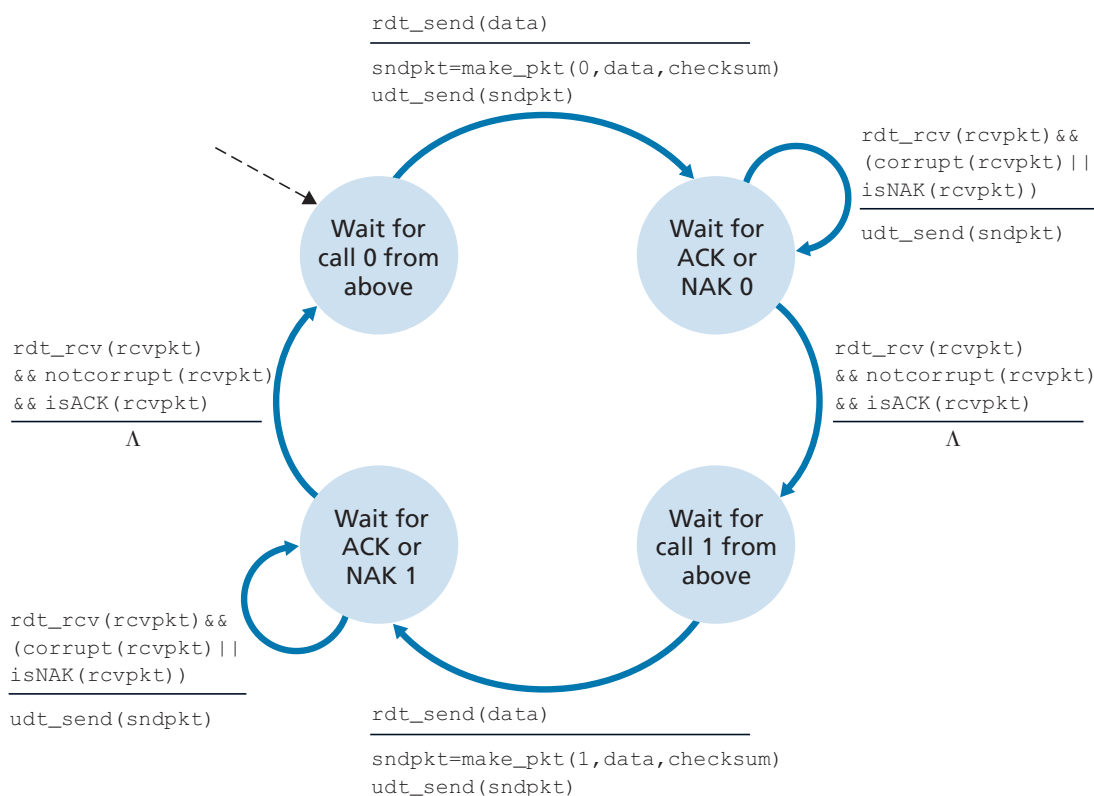 rdt_send(data)
sndpkt=make_pkt(0,data,checksum)
udt_send(sndpkt)
rdt_rcv(rcvpkt)&&
(corrupt(rcvpkt)||
isNAK(rcvpkt))
udt_send(sndpkt)
Wait for
call 0 from
above
Wait for
ACK or
NAK 0
rdt_rcv(rcvpkt)
&& notcorrupt(rcvpkt)
&& isACK(rcvpkt)
Λ
rdt_rcv(rcvpkt)
&& notcorrupt(rcvpkt)
&& isACK(rcvpkt)
Λ
Wait for
ACK or
NAK 1
Wait for
call 1 from
above
rdt_rcv(rcvpkt)&&
(corrupt(rcvpkt)||
isNAK(rcvpkt))
udt_send(sndpkt)
rdt_send(data)
sndpkt=make_pkt(1,data,checksum)
udt_send(sndpkt)